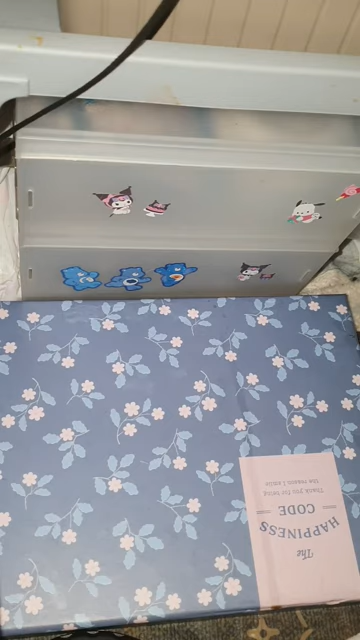 The
HAPPINESS
CODE
Thank you for being
the reason I smile